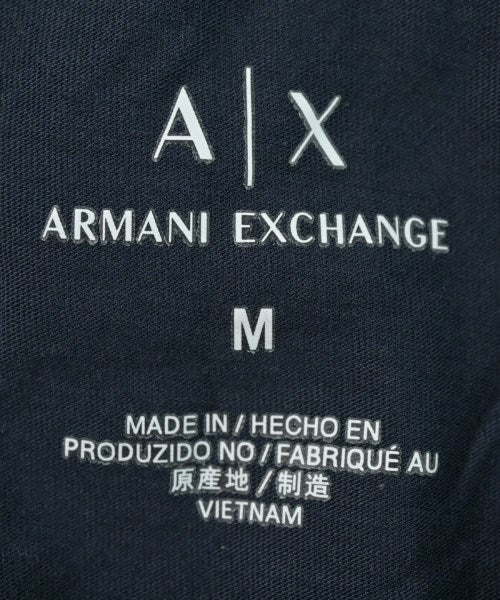 A|X
ARMANI EXCHANGE
M
MADE IN / HECHO EN
PRODUZIDO NO / FABRIQUÉ AU
原産地 / 制造
VIETNAM